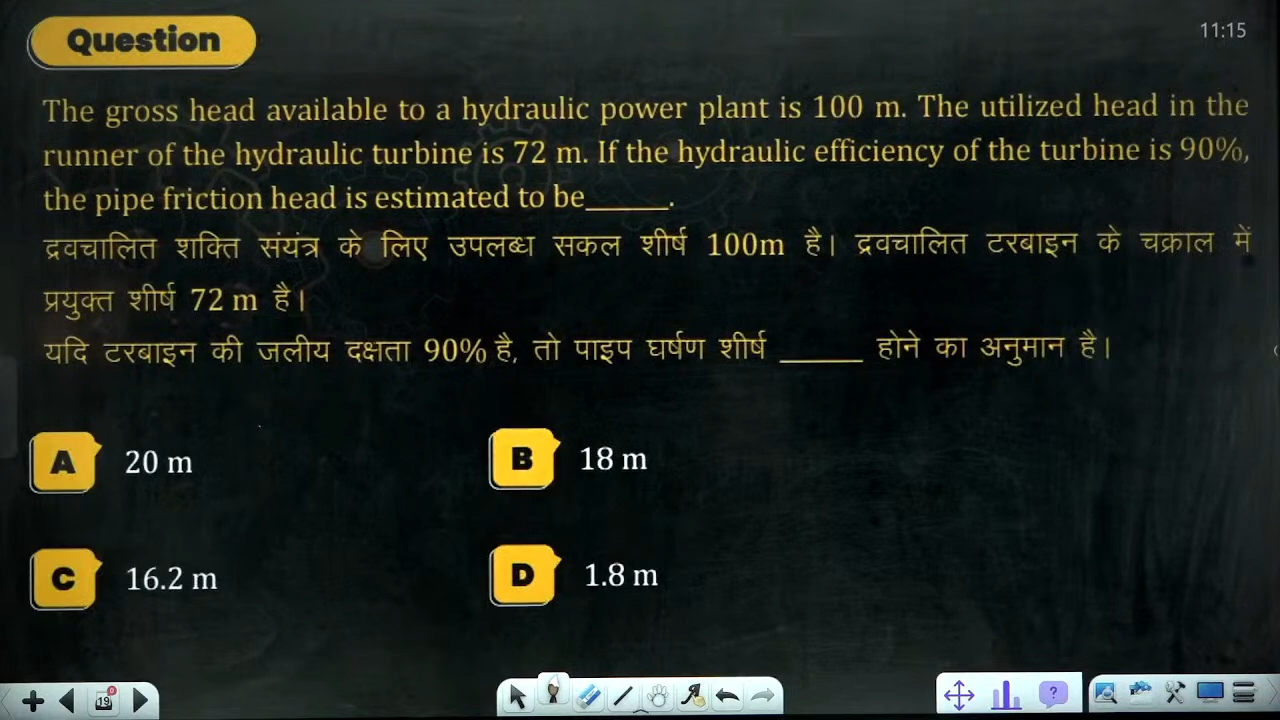 Question
11:15
The gross head available to a hydraulic power plant is 100 m. The utilized head in the
runner of the hydraulic turbine is 72 m. If the hydraulic efficiency of the turbine is 90%,
the pipe friction head is estimated to be______.
द्रवचालित शक्ति संयंत्र के लिए उपलब्ध सकल शीर्ष 100m है। द्रवचालित टरबाइन के चक्राल में
प्रयुक्त शीर्ष 72 m है।
यदि टरबाइन की जलीय दक्षता 90% है, तो पाइप घर्षण शीर्ष ______ होने का अनुमान है।
A 20 m
B 18 m
C 16.2 m
D 1.8 m
19
0